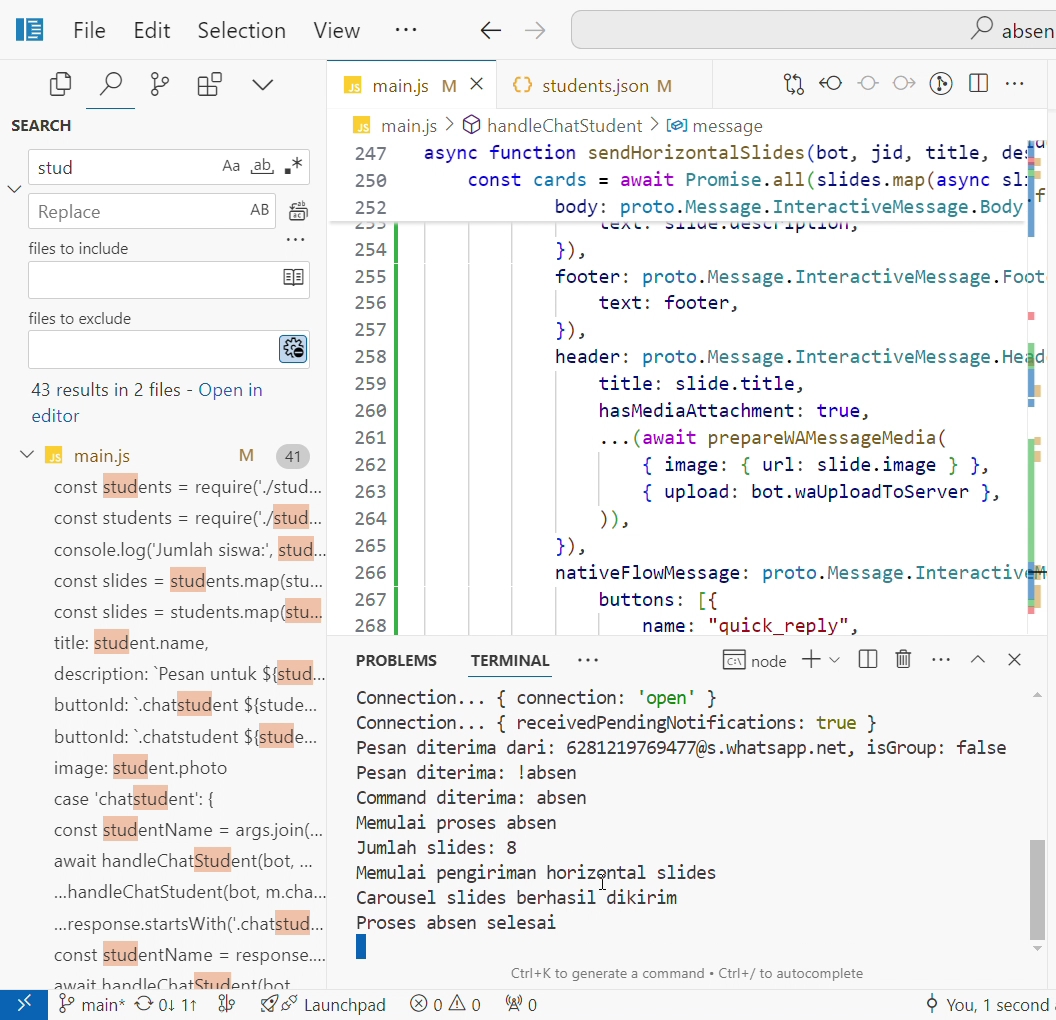 File Edit Selection View ··· absen
SEARCH
stud Aa ab .*
Replace AB
files to include
files to exclude
43 results in 2 files - Open in
editor
main.js M 41
const students = require('./stud...
const students = require('./stud...
console.log('Jumlah siswa:', stud...
const slides = students.map(stu...
const slides = students.map(stu...
title: student.name,
description: `Pesan untuk ${stud...
buttonId: `.chatstudent ${stude...
buttonId: `.chatstudent ${stude...
image: student.photo
case 'chatstudent': {
const studentName = args.join(...
await handleChatStudent(bot, ...
...handleChatStudent(bot, m.cha...
...response.startsWith('.chatstud...
const studentName = response....
await handleChatStudent(bot
main.js M students.json M
main.js > handleChatStudent > message
247 async function sendHorizontalSlides(bot, jid, title, des
250 const cards = await Promise.all(slides.map(async sli
252 body: proto.Message.InteractiveMessage.Body.f
253 text: slide.description,
254 }),
255 footer: proto.Message.InteractiveMessage.Foot
256 text: footer,
257 }),
258 header: proto.Message.InteractiveMessage.Head
259 title: slide.title,
260 hasMediaAttachment: true,
261 ...(await prepareWAMessageMedia(
262 { image: { url: slide.image } },
263 { upload: bot.waUploadToServer },
264 )),
265 }),
266 nativeFlowMessage: proto.Message.InteractiveM
267 buttons: [{
268 name: "quick_reply",
PROBLEMS TERMINAL ··· node
Connection... { connection: 'open' }
Connection... { receivedPendingNotifications: true }
Pesan diterima dari: 6281219769477@s.whatsapp.net, isGroup: false
Pesan diterima: !absen
Command diterima: absen
Memulai proses absen
Jumlah slides: 8
Memulai pengiriman horizontal slides
Carousel slides berhasil dikirim
Proses absen selesai
Ctrl+K to generate a command • Ctrl+/ to autocomplete
main* 0↓ 1↑ Launchpad 0 0 0 You, 1 second